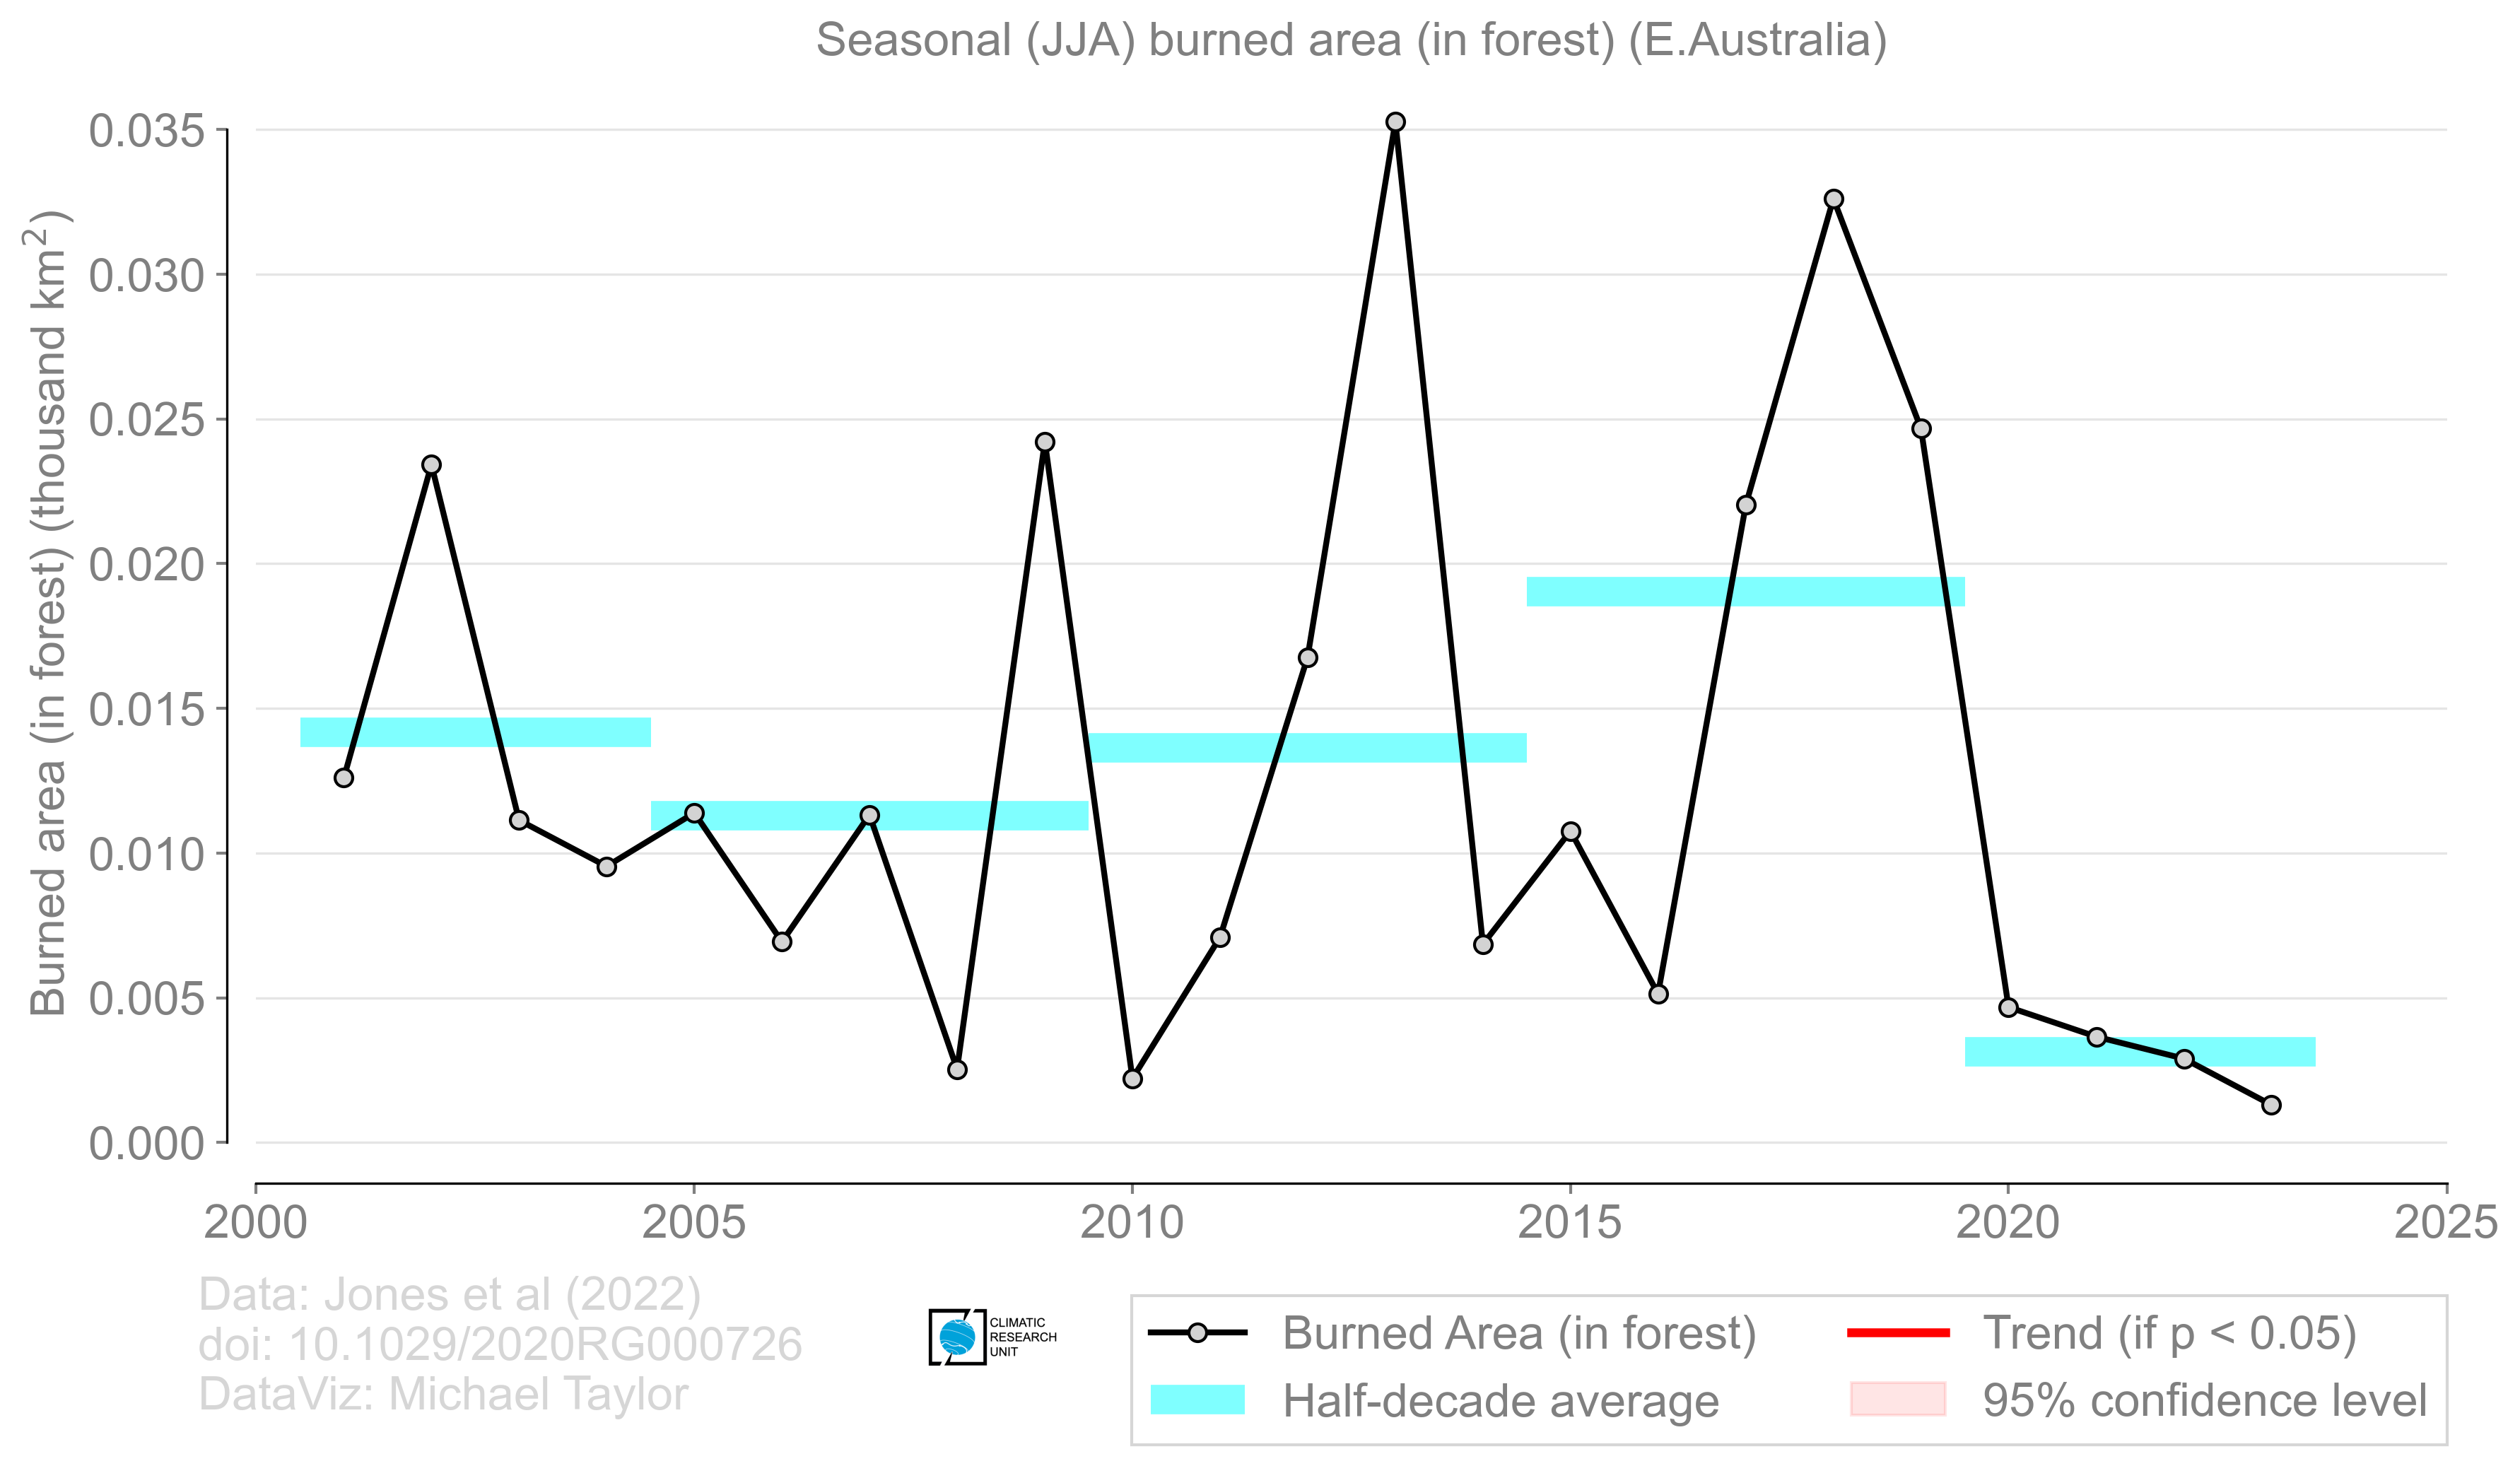 Seasonal (JJA) burned area (in forest) (E.Australia)
Burned area (in forest) (thousand km²)
0.035
0.030
0.025
0.020
0.015
0.010
0.005
0.000
2000 2005 2010 2015 2020 2025
Data: Jones et al (2022)
doi: 10.1029/2020RG000726
DataViz: Michael Taylor
CLIMATIC
RESEARCH
UNIT
Burned Area (in forest)
Half-decade average
Trend (if p < 0.05)
95% confidence level